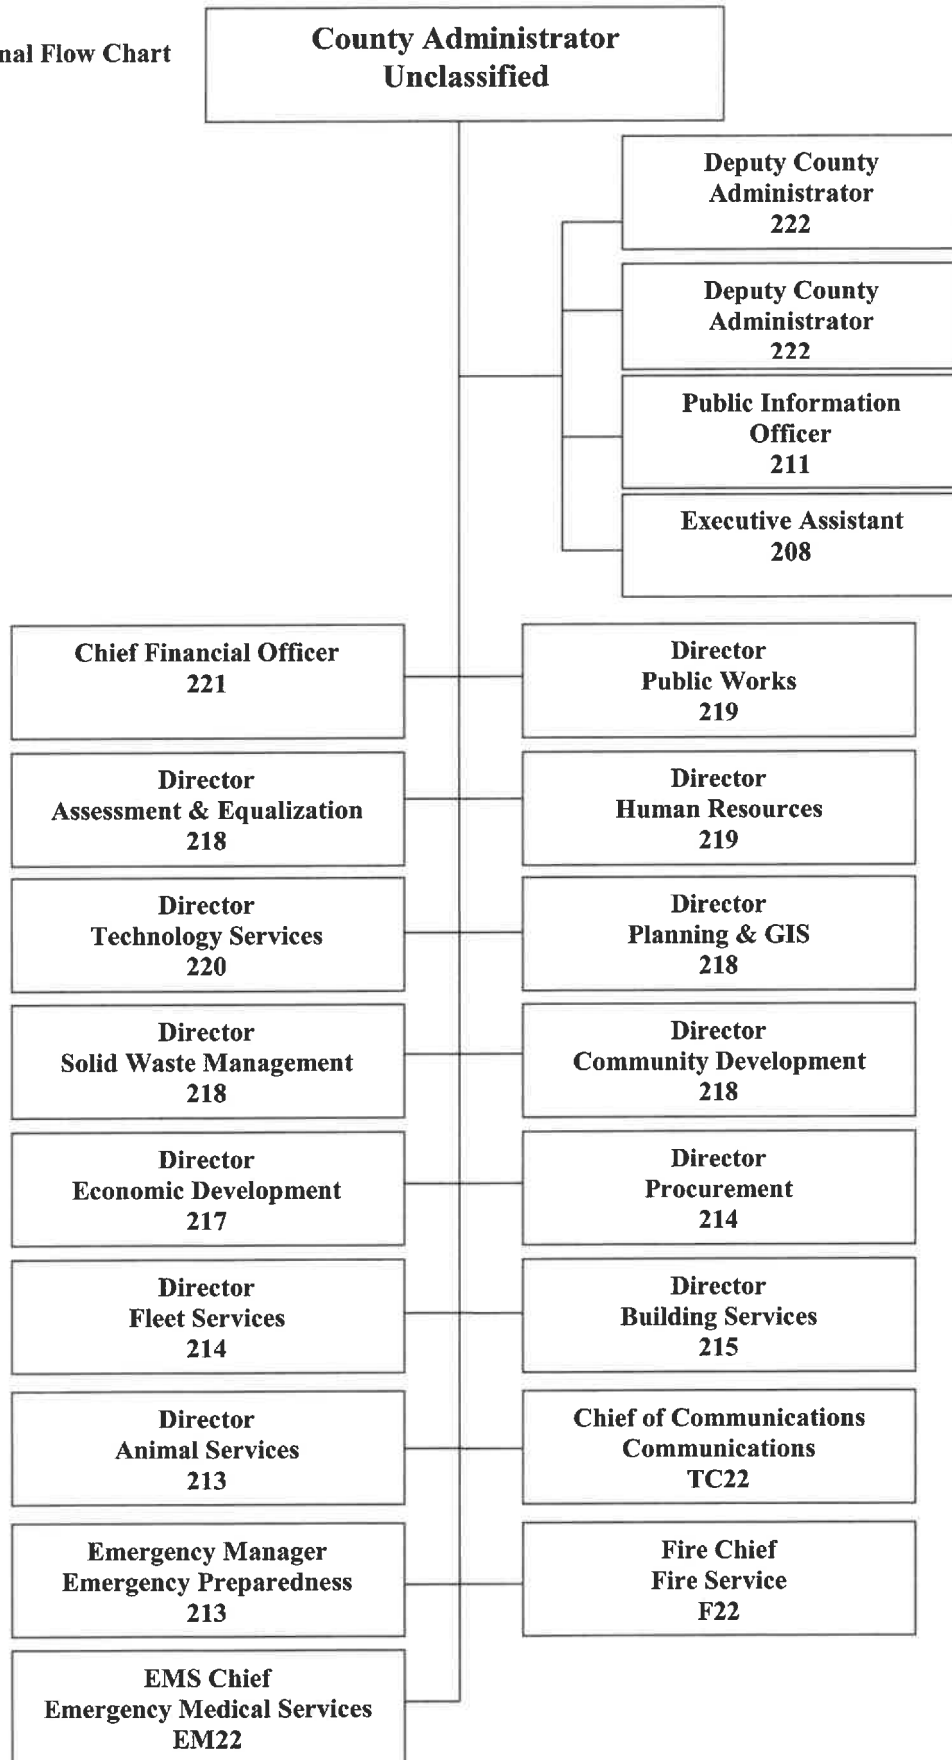 nal Flow Chart
County Administrator
Unclassified
Deputy County
Administrator
222
Deputy County
Administrator
222
Public Information
Officer
211
Executive Assistant
208
Chief Financial Officer
221
Director
Public Works
219
Director
Assessment & Equalization
218
Director
Human Resources
219
Director
Technology Services
220
Director
Planning & GIS
218
Director
Solid Waste Management
218
Director
Community Development
218
Director
Economic Development
217
Director
Procurement
214
Director
Fleet Services
214
Director
Building Services
215
Director
Animal Services
213
Chief of Communications
Communications
TC22
Emergency Manager
Emergency Preparedness
213
Fire Chief
Fire Service
F22
EMS Chief
Emergency Medical Services
EM22